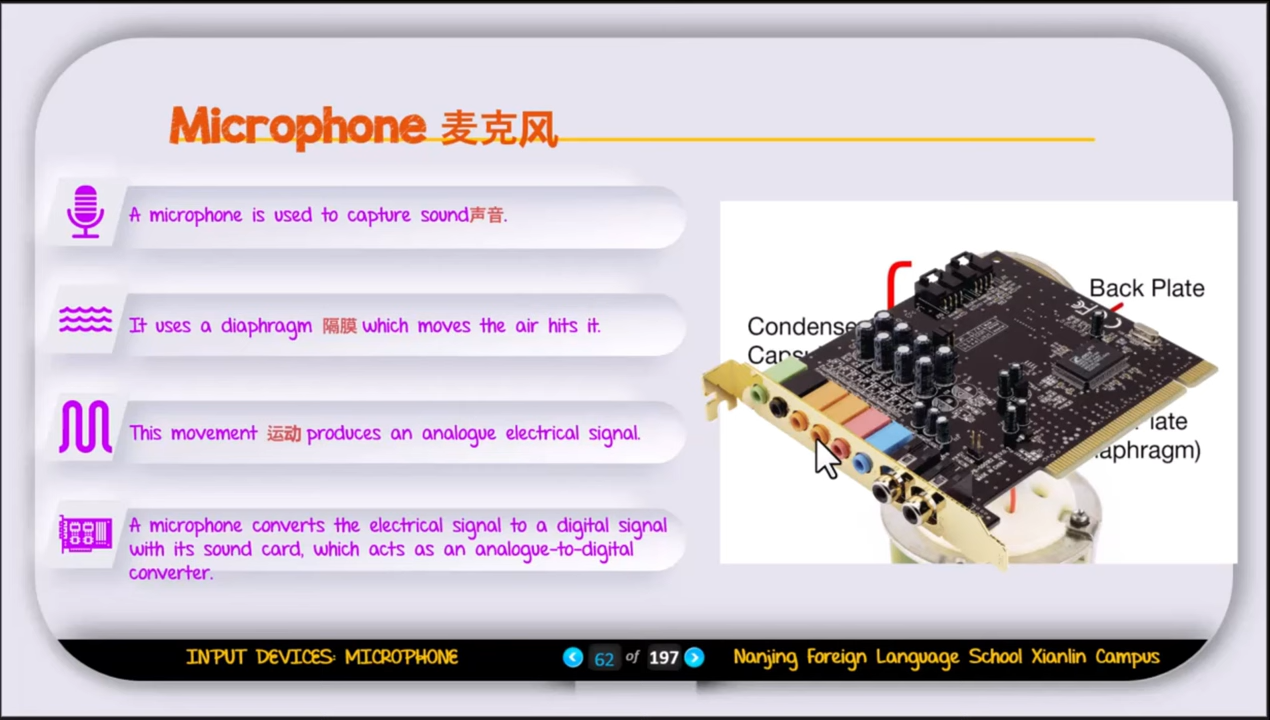 Microphone 麦克风
A microphone is used to capture sound声音.
It uses a diaphragm 隔膜 which moves the air hits it.
This movement 运动 produces an analogue electrical signal.
A microphone converts the electrical signal to a digital signal
with its sound card, which acts as an analogue-to-digital
converter.
Back Plate
INPUT DEVICES: MICROPHONE
62 of 197
Nanjing Foreign Language School Xianlin Campus